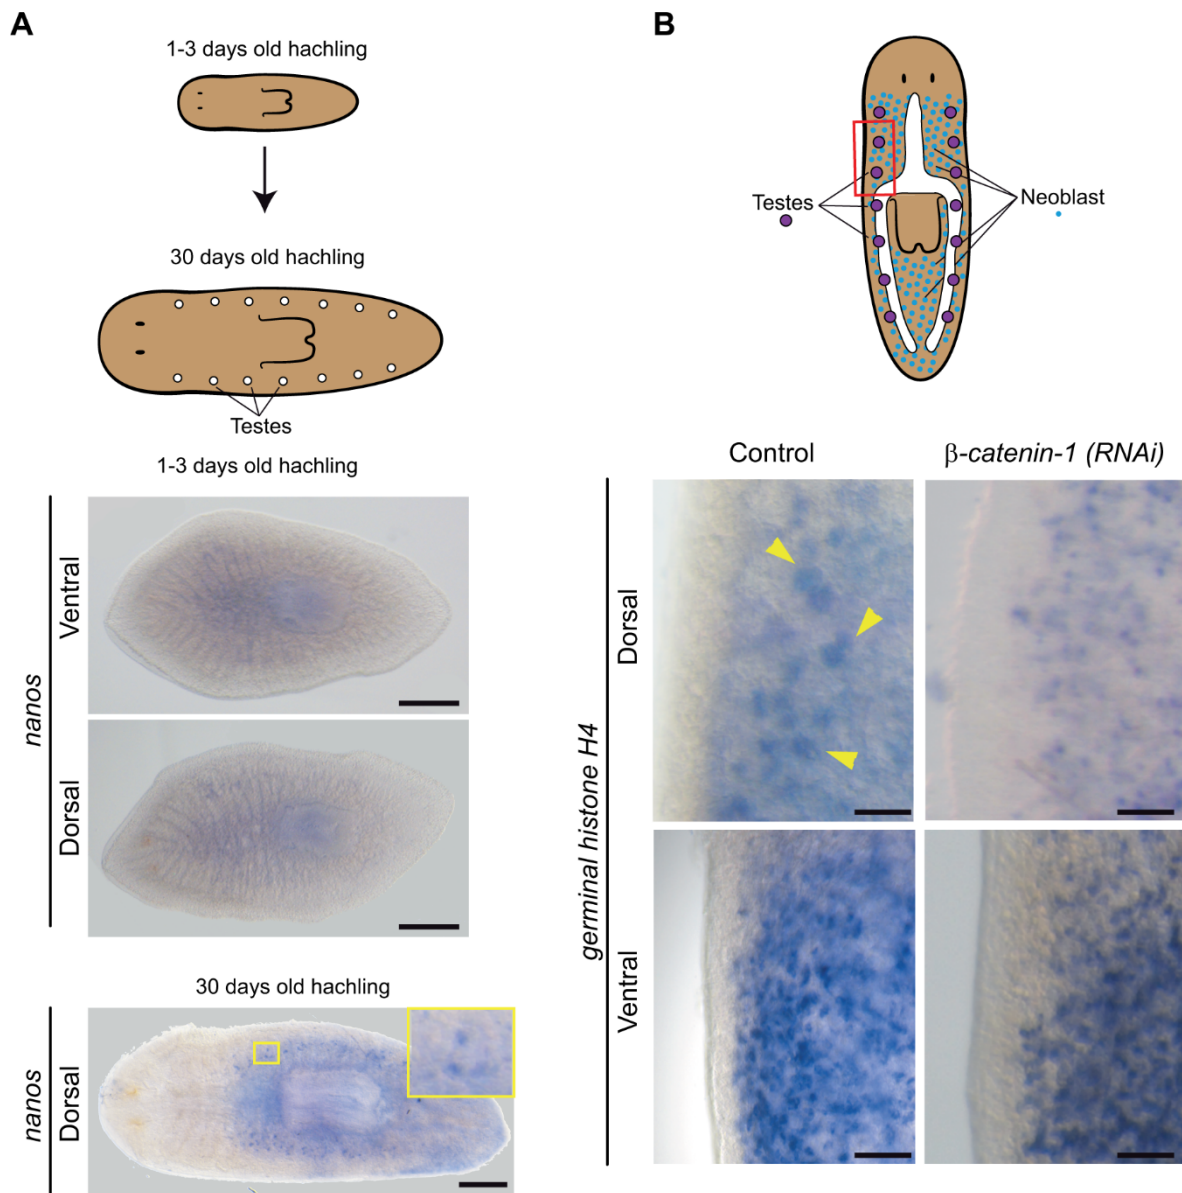 A
1-3 days old hachling
30 days old hachling
Testes
1-3 days old hachling
nanos
Ventral
Dorsal
30 days old hachling
nanos
Dorsal
B
Testes
Neoblast
Control
β-catenin-1 (RNAi)
germinal histone H4
Dorsal
Ventral